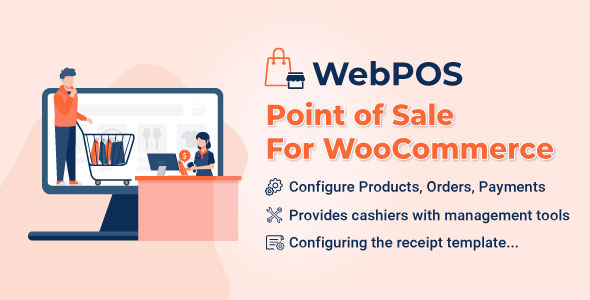 WebPOS
Point of Sale
For WooCommerce
Configure Products, Orders, Payments
Provides cashiers with management tools
Configuring the receipt template...